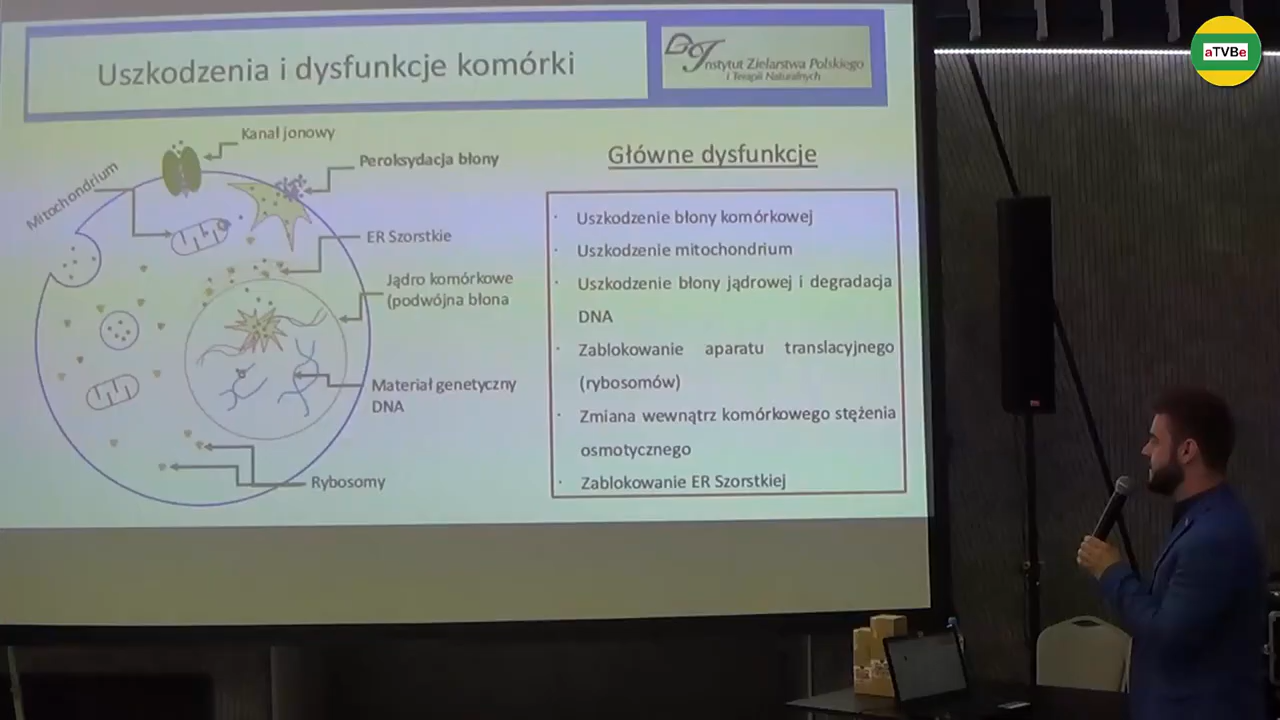 Uszkodzenia i dysfunkcje komórki
Instytut Zielarstwa Polskiego
i Terapii Naturalnych
aTVBe
Kanał jonowy
Peroksydacja błony
Mitochondrium
ER Szorstkie
Jądro komórkowe
(podwójna błona
Materiał genetyczny
DNA
Rybosomy
Główne dysfunkcje
· Uszkodzenie błony komórkowej
· Uszkodzenie mitochondrium
· Uszkodzenie błony jądrowej i degradacja
DNA
· Zablokowanie aparatu translacyjnego
(rybosomów)
· Zmiana wewnątrz komórkowego stężenia
osmotycznego
· Zablokowanie ER Szorstkiej